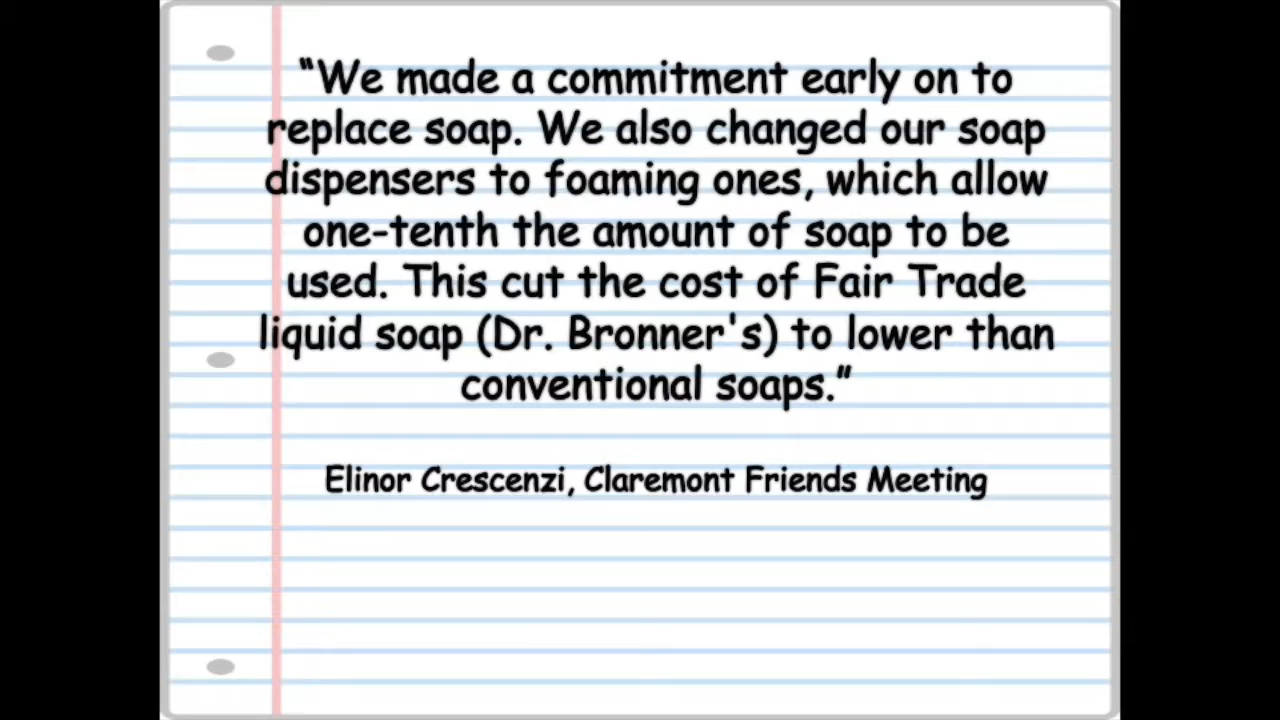 “We made a commitment early on to
replace soap. We also changed our soap
dispensers to foaming ones, which allow
one-tenth the amount of soap to be
used. This cut the cost of Fair Trade
liquid soap (Dr. Bronner's) to lower than
conventional soaps.”
Elinor Crescenzi, Claremont Friends Meeting